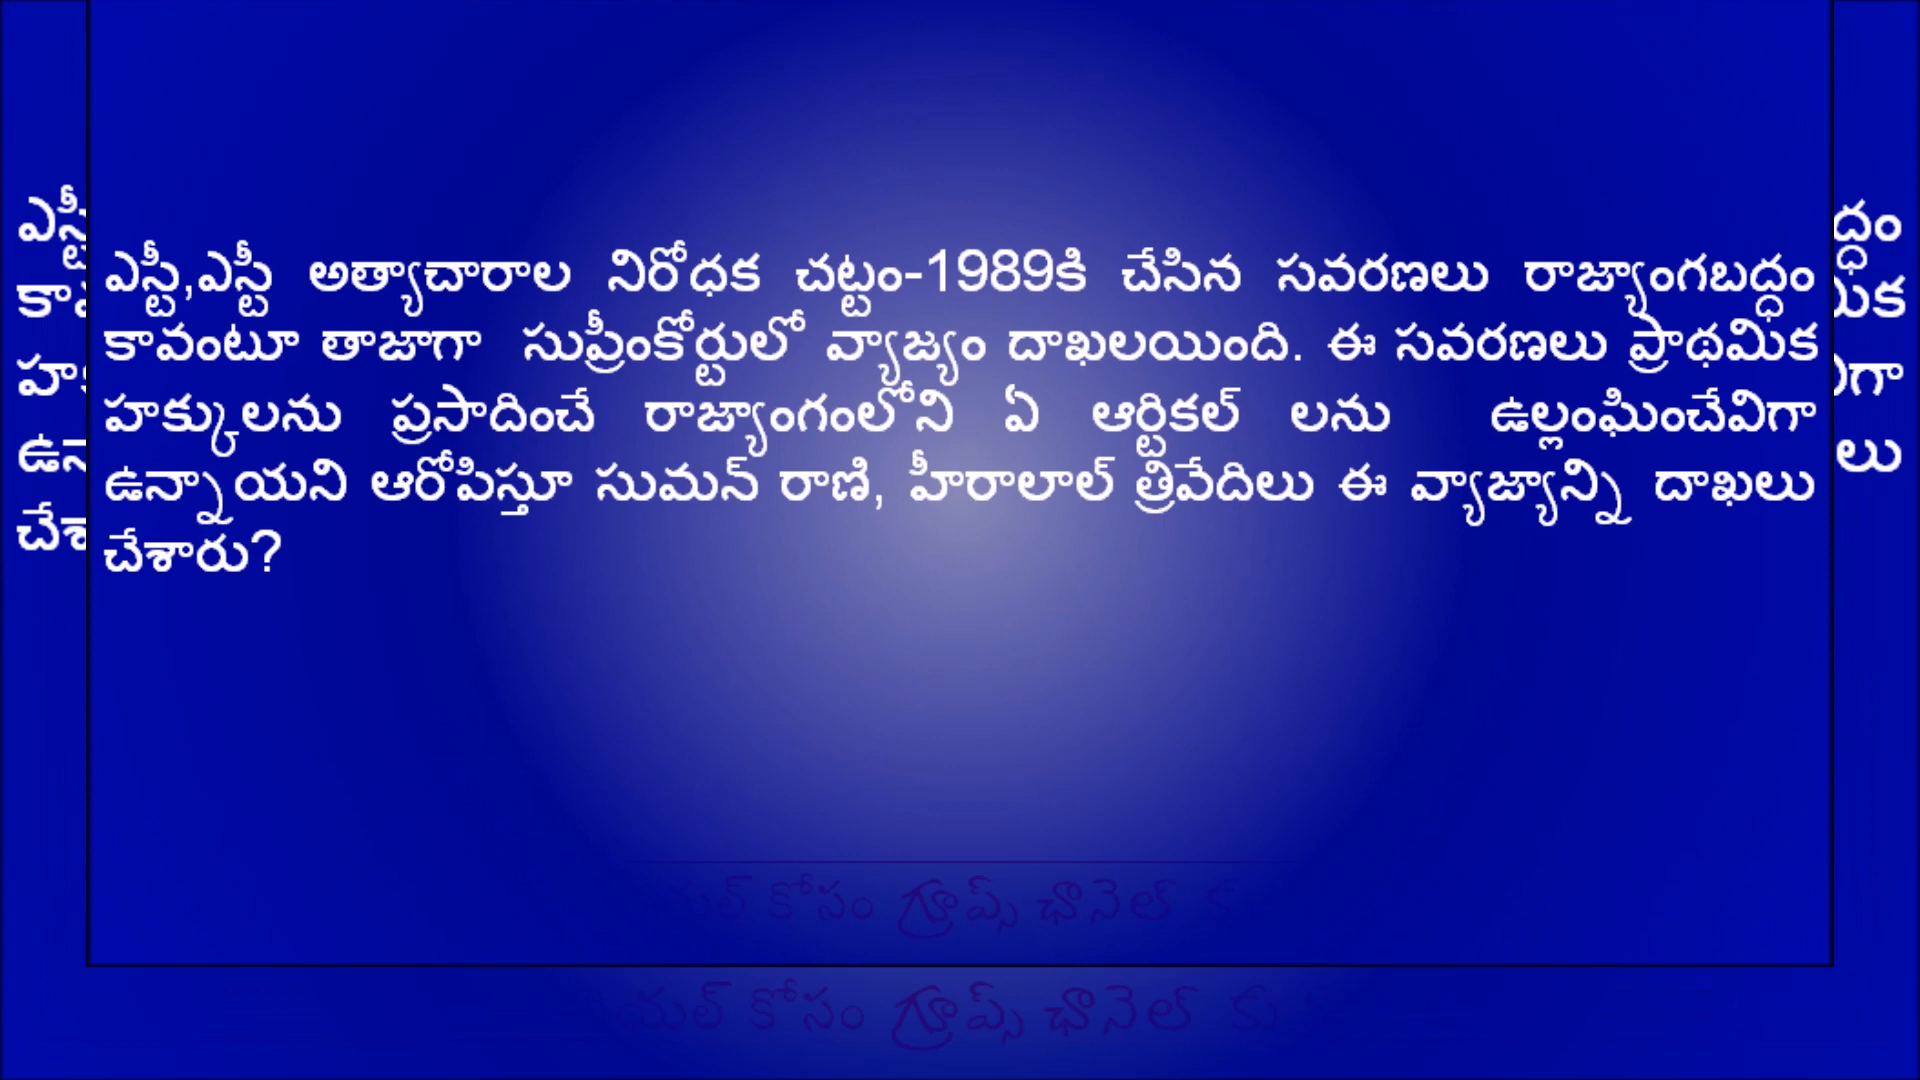 ఎస్టీ,ఎస్టీ అత్యాచారాల నిరోధక చట్టం-1989కి చేసిన సవరణలు రాజ్యాంగబద్ధం
కావంటూ తాజాగా సుప్రీంకోర్టులో వ్యాజ్యం దాఖలయింది. ఈ సవరణలు ప్రాథమిక
హక్కులను ప్రసాదించే రాజ్యాంగంలోని ఏ ఆర్టికల్ లను ఉల్లంఘించేవిగా
ఉన్నాయని ఆరోపిస్తూ సుమన్ రాణి, హీరాలాల్ త్రివేదిలు ఈ వ్యాజ్యాన్ని దాఖలు
చేశారు?
కోసం గ్రూప్స్ ఛానెల్
కోసం గ్రూప్స్ ఛానెల్ కు